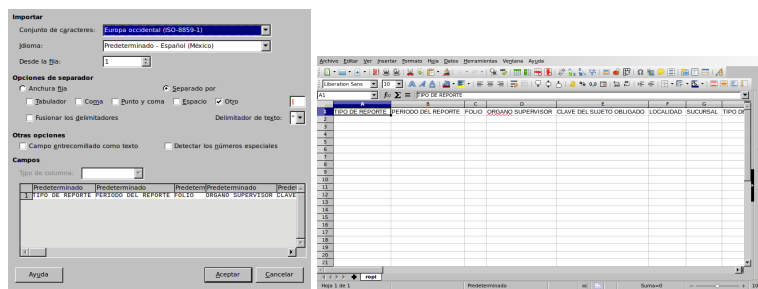 Importar
Conjunto de caracteres: Europa occidental (ISO-8859-1)
Idioma: Predeterminado - Español (México)
Desde la fila: 1
Opciones de separador
Anchura fija Separado por
Tabulador Coma Punto y coma Espacio Otro
Fusionar los delimitadores Delimitador de texto: "
Otras opciones
Campo entrecomillado como texto Detectar los números especiales
Campos
Tipo de columna:
Predeterminado Predeterminado Predetermi Predeterminado Predet
1 TIPO DE REPORTE PERIODO DEL REPORTE FOLIO ORGANO SUPERVISOR CLAVE
Ayuda Aceptar Cancelar
Archivo Editar Ver Insertar Formato Hoja Datos Herramientas Ventana Ayuda
Liberation Sans 10
A1 TIPO DE REPORTE
A B C D E F G
1 TIPO DE REPORTE PERIODO DEL REPORTE FOLIO ORGANO SUPERVISOR CLAVE DEL SUJETO OBLIGADO LOCALIDAD SUCURSAL TIPO DE
2
3
4
5
6
7
8
9
10
11
12
13
14
15
16
17
18
19
20
21
Hoja 1 de 1 Predeterminado Suma=0 10